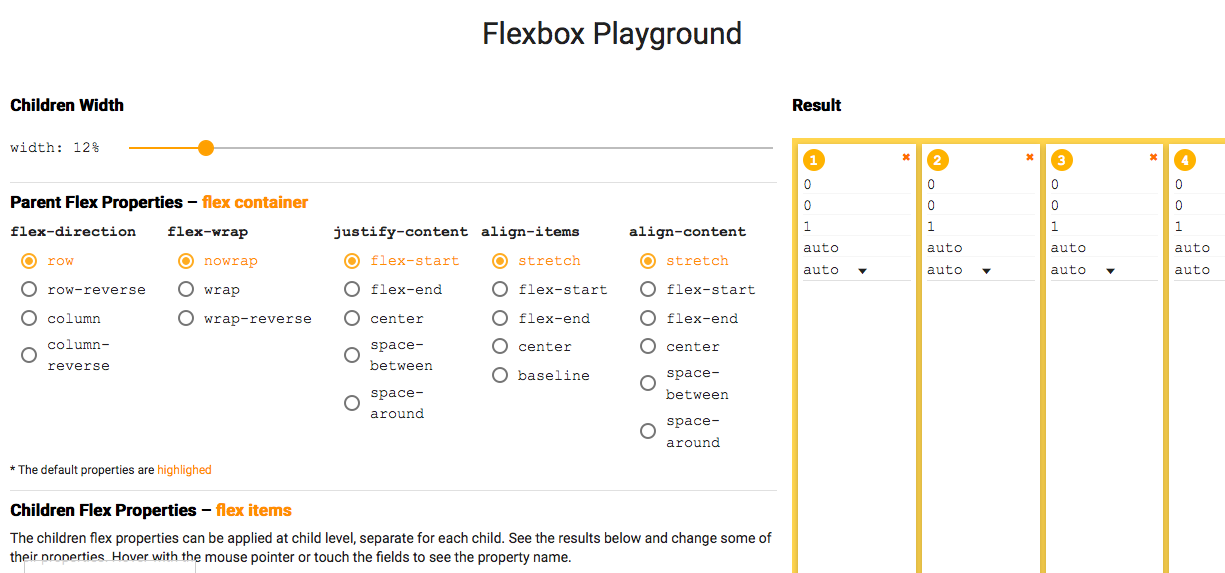 Flexbox Playground
Children Width
width: 12%
Parent Flex Properties – flex container
flex-direction
row
row-reverse
column
column-
reverse
flex-wrap
nowrap
wrap
wrap-reverse
justify-content
flex-start
flex-end
center
space-
between
space-
around
align-items
stretch
flex-start
flex-end
center
baseline
align-content
stretch
flex-start
flex-end
center
space-
between
space-
around
* The default properties are highlighed
Children Flex Properties – flex items
The children flex properties can be applied at child level, separate for each child. See the results below and change some of
their properties. Hover with the mouse pointer or touch the fields to see the property name.
Result
1
0
0
1
auto
auto
2
0
0
1
auto
auto
3
0
0
1
auto
auto
4
0
0
1
auto
auto